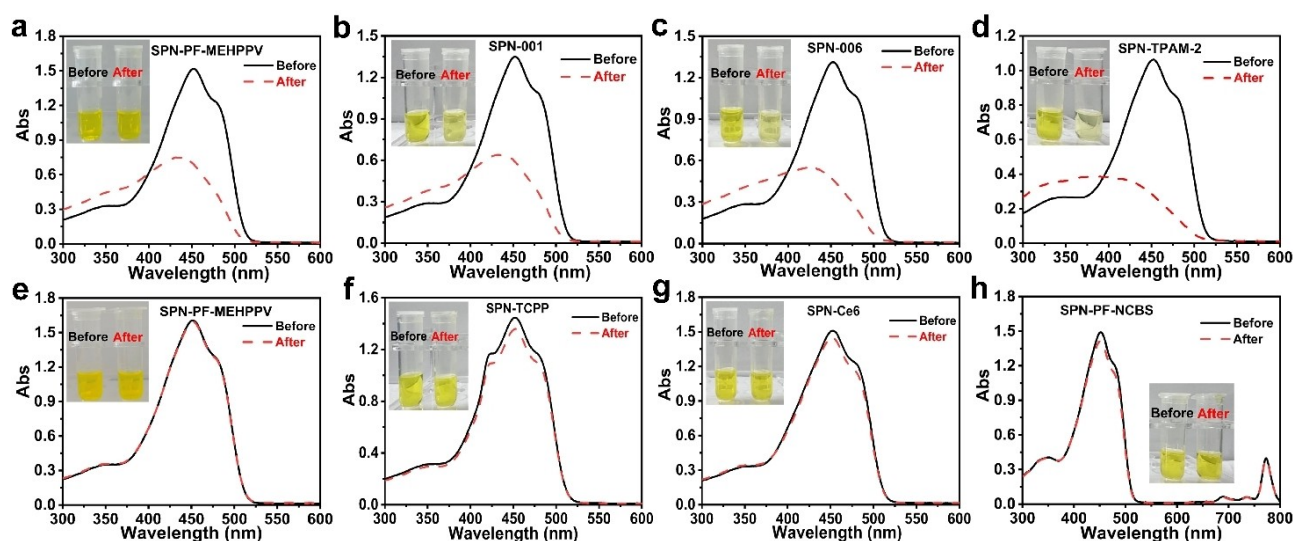 a
SPN-PF-MEHPPV
Before
After
Before
After
Abs
1.8
1.5
1.2
0.9
0.6
0.3
0.0
300 350 400 450 500 550 600
Wavelength (nm)
b
SPN-001
Before
After
Before
After
Abs
1.5
1.2
0.9
0.6
0.3
0.0
300 350 400 450 500 550 600
Wavelength (nm)
c
SPN-006
Before
After
Before
After
Abs
1.5
1.2
0.9
0.6
0.3
0.0
300 350 400 450 500 550 600
Wavelength (nm)
d
SPN-TPAM-2
Before
After
Before
After
Abs
1.2
1.0
0.8
0.6
0.4
0.2
0.0
300 350 400 450 500 550 600
Wavelength (nm)
e
SPN-PF-MEHPPV
Before
After
Before
After
Abs
1.8
1.5
1.2
0.9
0.6
0.3
0.0
300 350 400 450 500 550 600
Wavelength (nm)
f
SPN-TCPP
Before
After
Before
After
Abs
1.6
1.2
0.8
0.4
0.0
300 350 400 450 500 550 600
Wavelength (nm)
g
SPN-Ce6
Before
After
Before
After
Abs
1.8
1.5
1.2
0.9
0.6
0.3
0.0
300 350 400 450 500 550 600
Wavelength (nm)
h
SPN-PF-NCBS
Before
After
Before
After
Abs
1.8
1.5
1.2
0.9
0.6
0.3
0.0
300 400 500 600 700 800
Wavelength (nm)